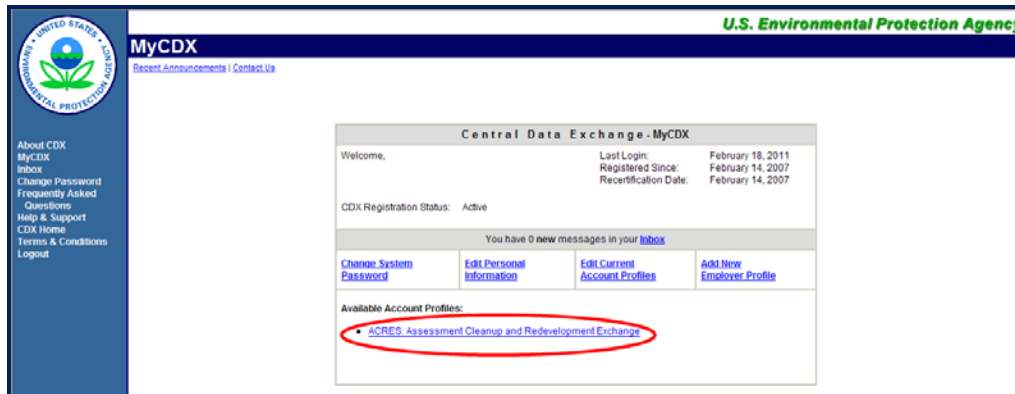 U.S. Environmental Protection Agency
UNITED STATES
ENVIRONMENTAL PROTECTION AGENCY
MyCDX
Recent Announcements | Contact Us
About CDX
MyCDX
Inbox
Change Password
Frequently Asked
Questions
Help & Support
CDX Home
Terms & Conditions
Logout
Central Data Exchange - MyCDX
Welcome,
Last Login: February 18, 2011
Registered Since: February 14, 2007
Recertification Date: February 14, 2007
CDX Registration Status: Active
You have 0 new messages in your Inbox
Change System
Password
Edit Personal
Information
Edit Current
Account Profiles
Add New
Employer Profile
Available Account Profiles:
• ACRES: Assessment Cleanup and Redevelopment Exchange